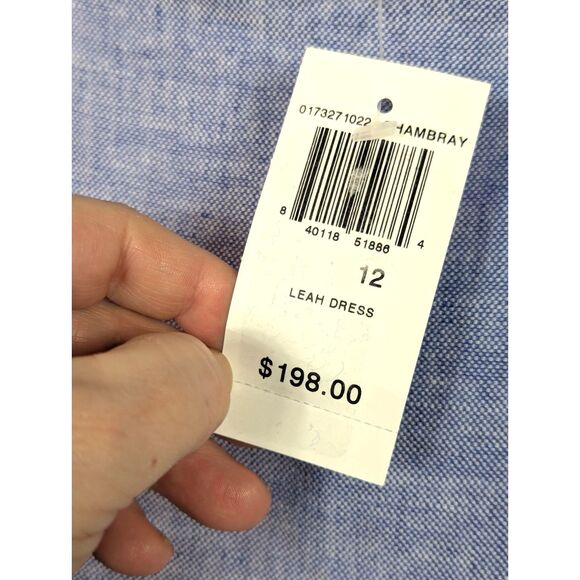 0173271022 CHAMBRAY
8 40118 51886 4
12
LEAH DRESS
$198.00